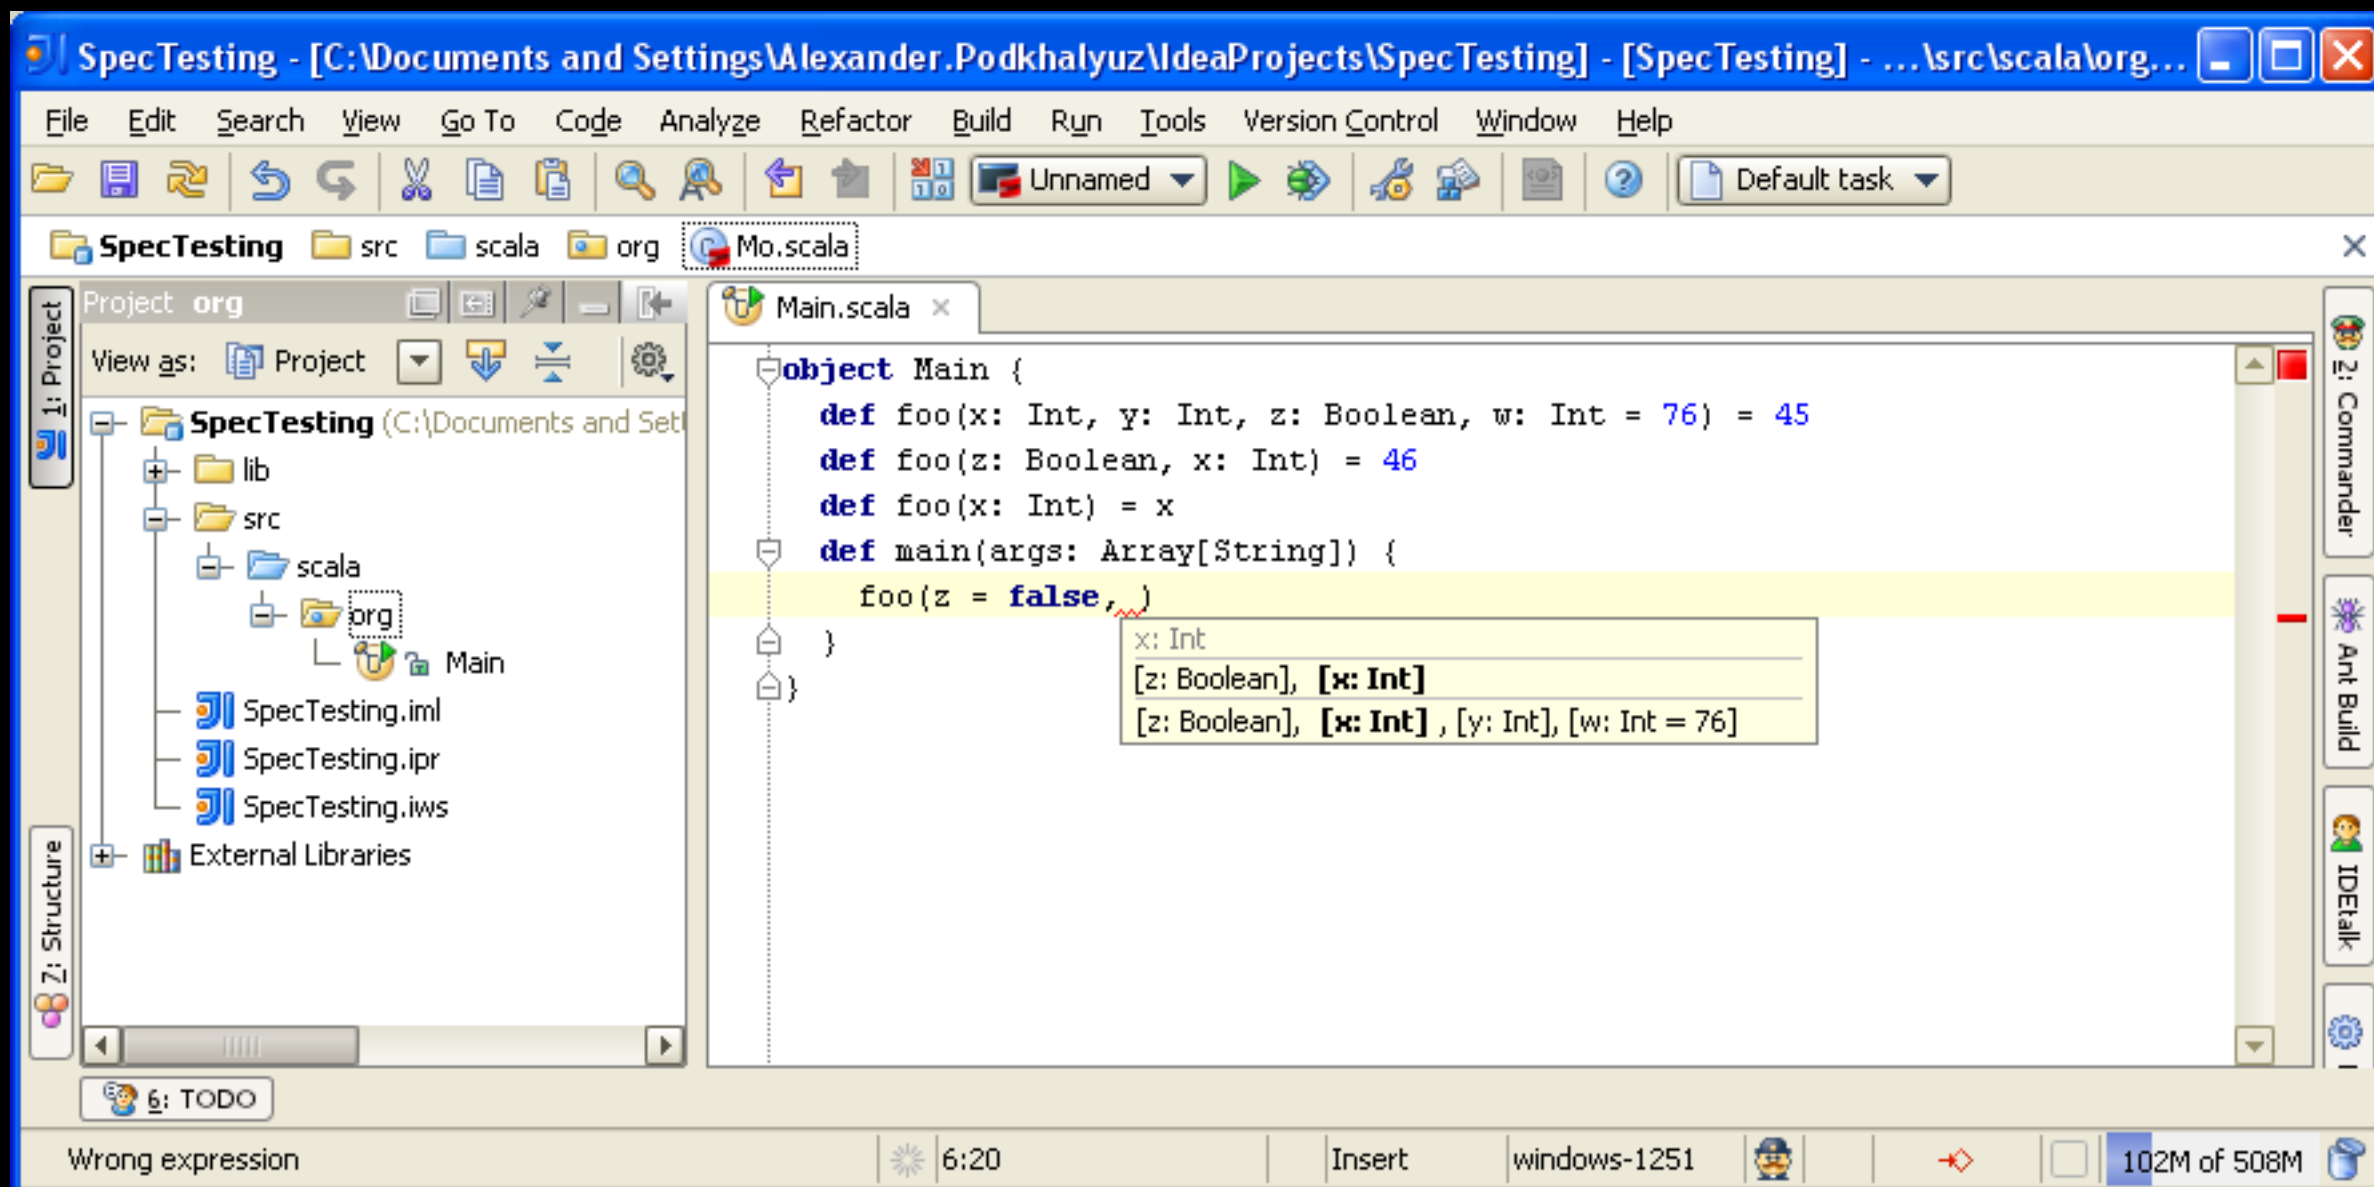 SpecTesting - [C:\Documents and Settings\Alexander.Podkhalyuz\IdeaProjects\SpecTesting] - [SpecTesting] - ...\src\scala\org...
File Edit Search View Go To Code Analyze Refactor Build Run Tools Version Control Window Help
Unnamed Default task
SpecTesting src scala org Mo.scala
1: Project
7: Structure
Project org
View as: Project
SpecTesting (C:\Documents and Sett
lib
src
scala
org
Main
SpecTesting.iml
SpecTesting.ipr
SpecTesting.iws
External Libraries
Main.scala
object Main {
def foo(x: Int, y: Int, z: Boolean, w: Int = 76) = 45
def foo(z: Boolean, x: Int) = 46
def foo(x: Int) = x
def main(args: Array[String]) {
foo(z = false, )
}
}
x: Int
[z: Boolean], [x: Int]
[z: Boolean], [x: Int] , [y: Int], [w: Int = 76]
2: Commander
Ant Build
IDEtalk
6: TODO
Wrong expression 6:20 Insert windows-1251 102M of 508M